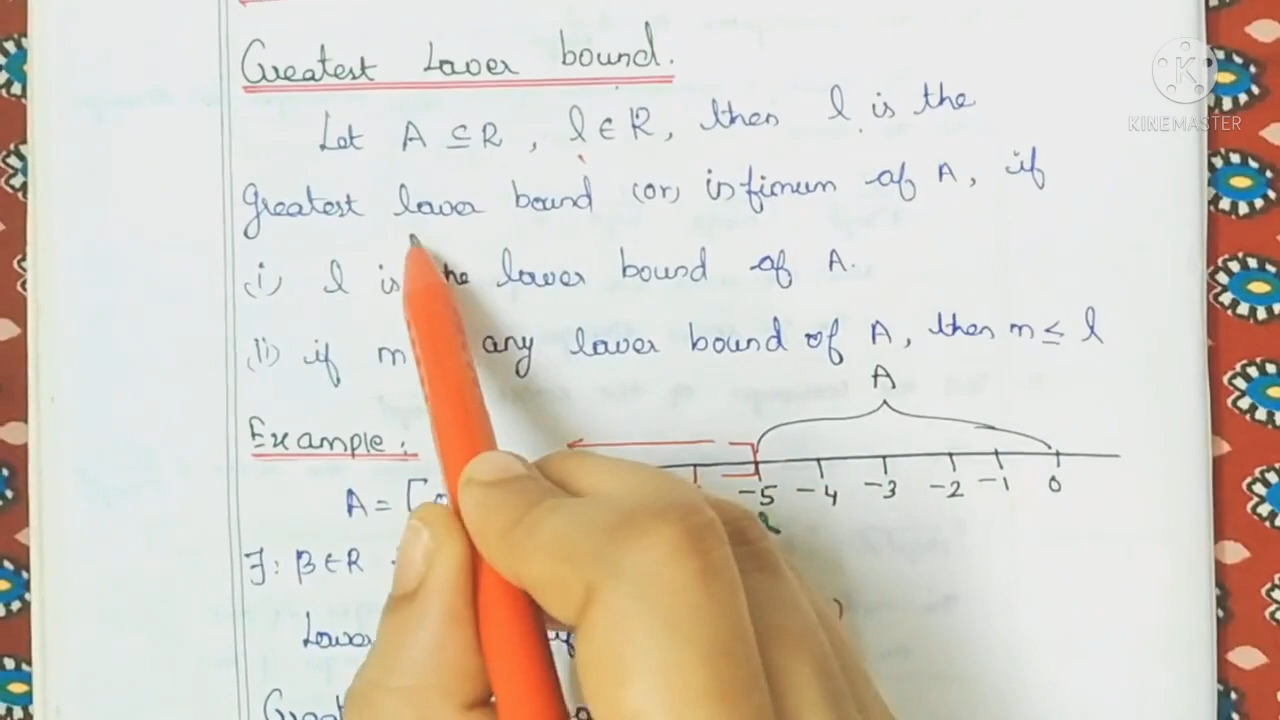 Greatest Lower bound.
KINEMASTER
Let A ⊆ R, l ∈ R, then l is the
greatest lower bound (or) infimum of A, if
(i) l is the lower bound of A.
(ii) if m any lower bound of A, then m ≤ l
A
Example:
-5 -4 -3 -2 -1 0
A = [
∃: β ∈ R
Lower